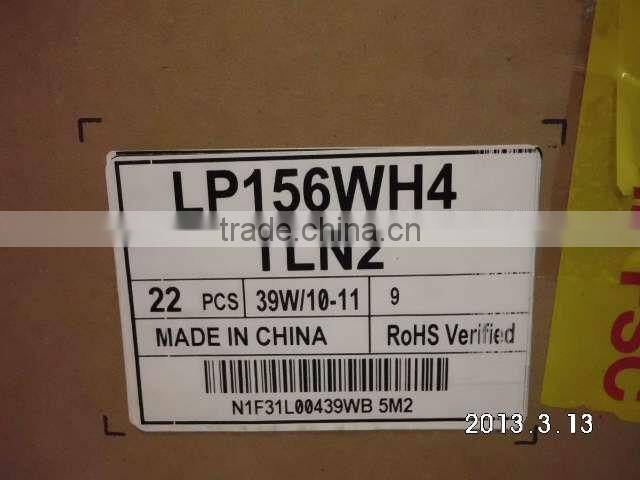 LP156WH4
trade.china.cn
TLN2
22 PCS 39W/10-11 9
MADE IN CHINA RoHS Verified
N1F31L00439WB 5M2
2013.3.13